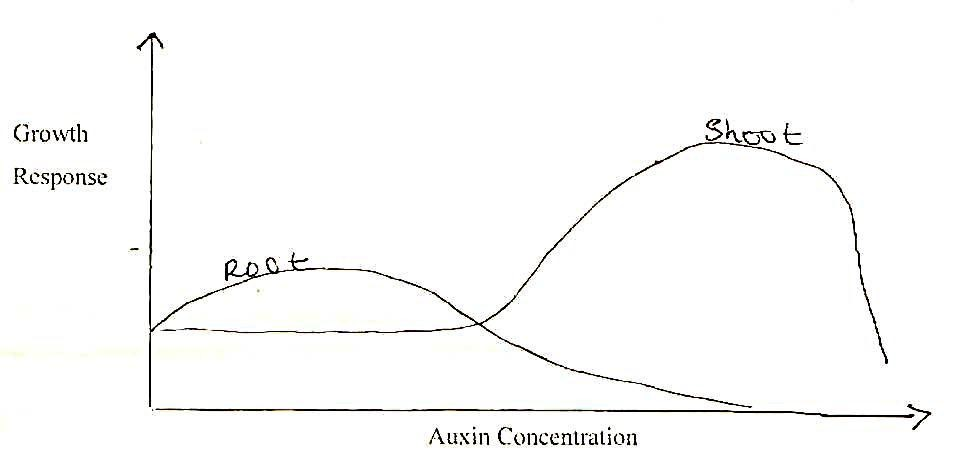 Growth
Response
Shoot
Root
Auxin Concentration